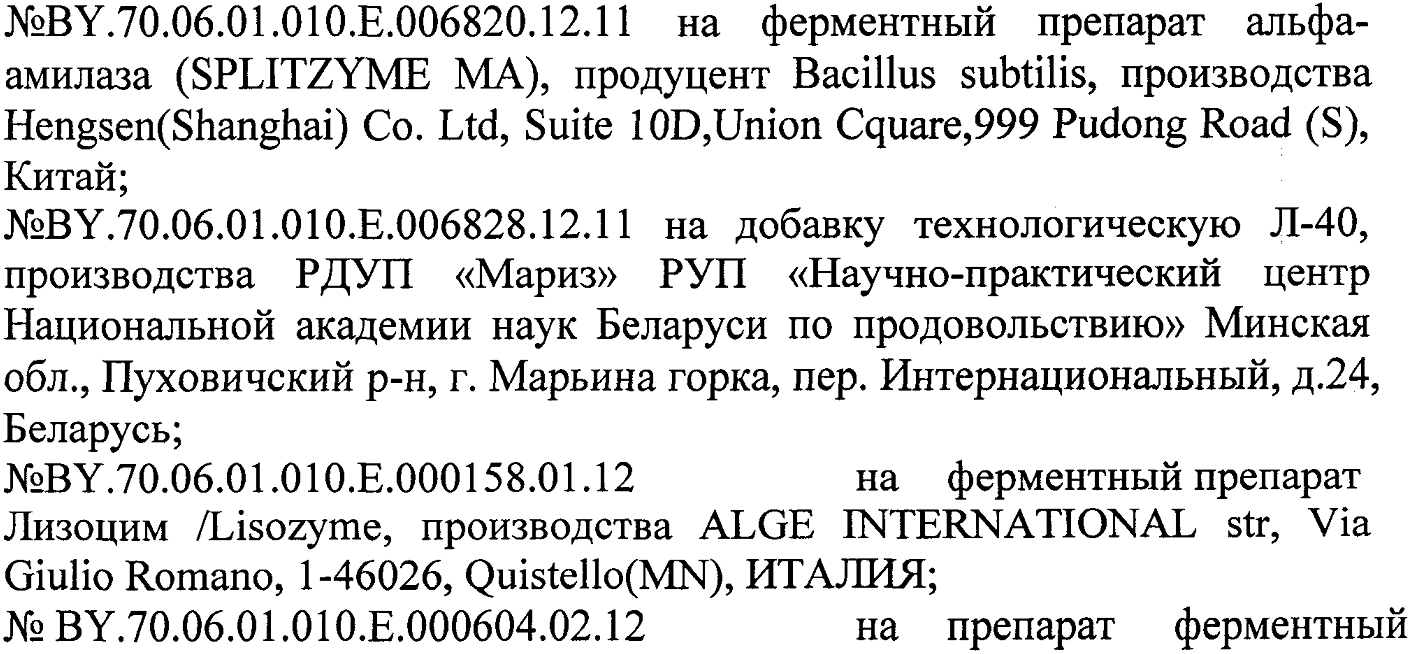 №BY.70.06.01.010.E.006820.12.11 на ферментный препарат альфа-
амилаза (SPLITZYME MA), продуцент Bacillus subtilis, производства
Hengsen(Shanghai) Co. Ltd, Suite 10D,Union Cquare,999 Pudong Road (S),
Китай;
№BY.70.06.01.010.E.006828.12.11 на добавку технологическую Л-40,
производства РДУП «Мариз» РУП «Научно-практический центр
Национальной академии наук Беларуси по продовольствию» Минская
обл., Пуховичский р-н, г. Марьина горка, пер. Интернациональный, д.24,
Беларусь;
№BY.70.06.01.010.E.000158.01.12 на ферментный препарат
Лизоцим /Lisozyme, производства ALGE INTERNATIONAL str, Via
Giulio Romano, 1-46026, Quistello(MN), ИТАЛИЯ;
№ BY.70.06.01.010.E.000604.02.12 на препарат ферментный